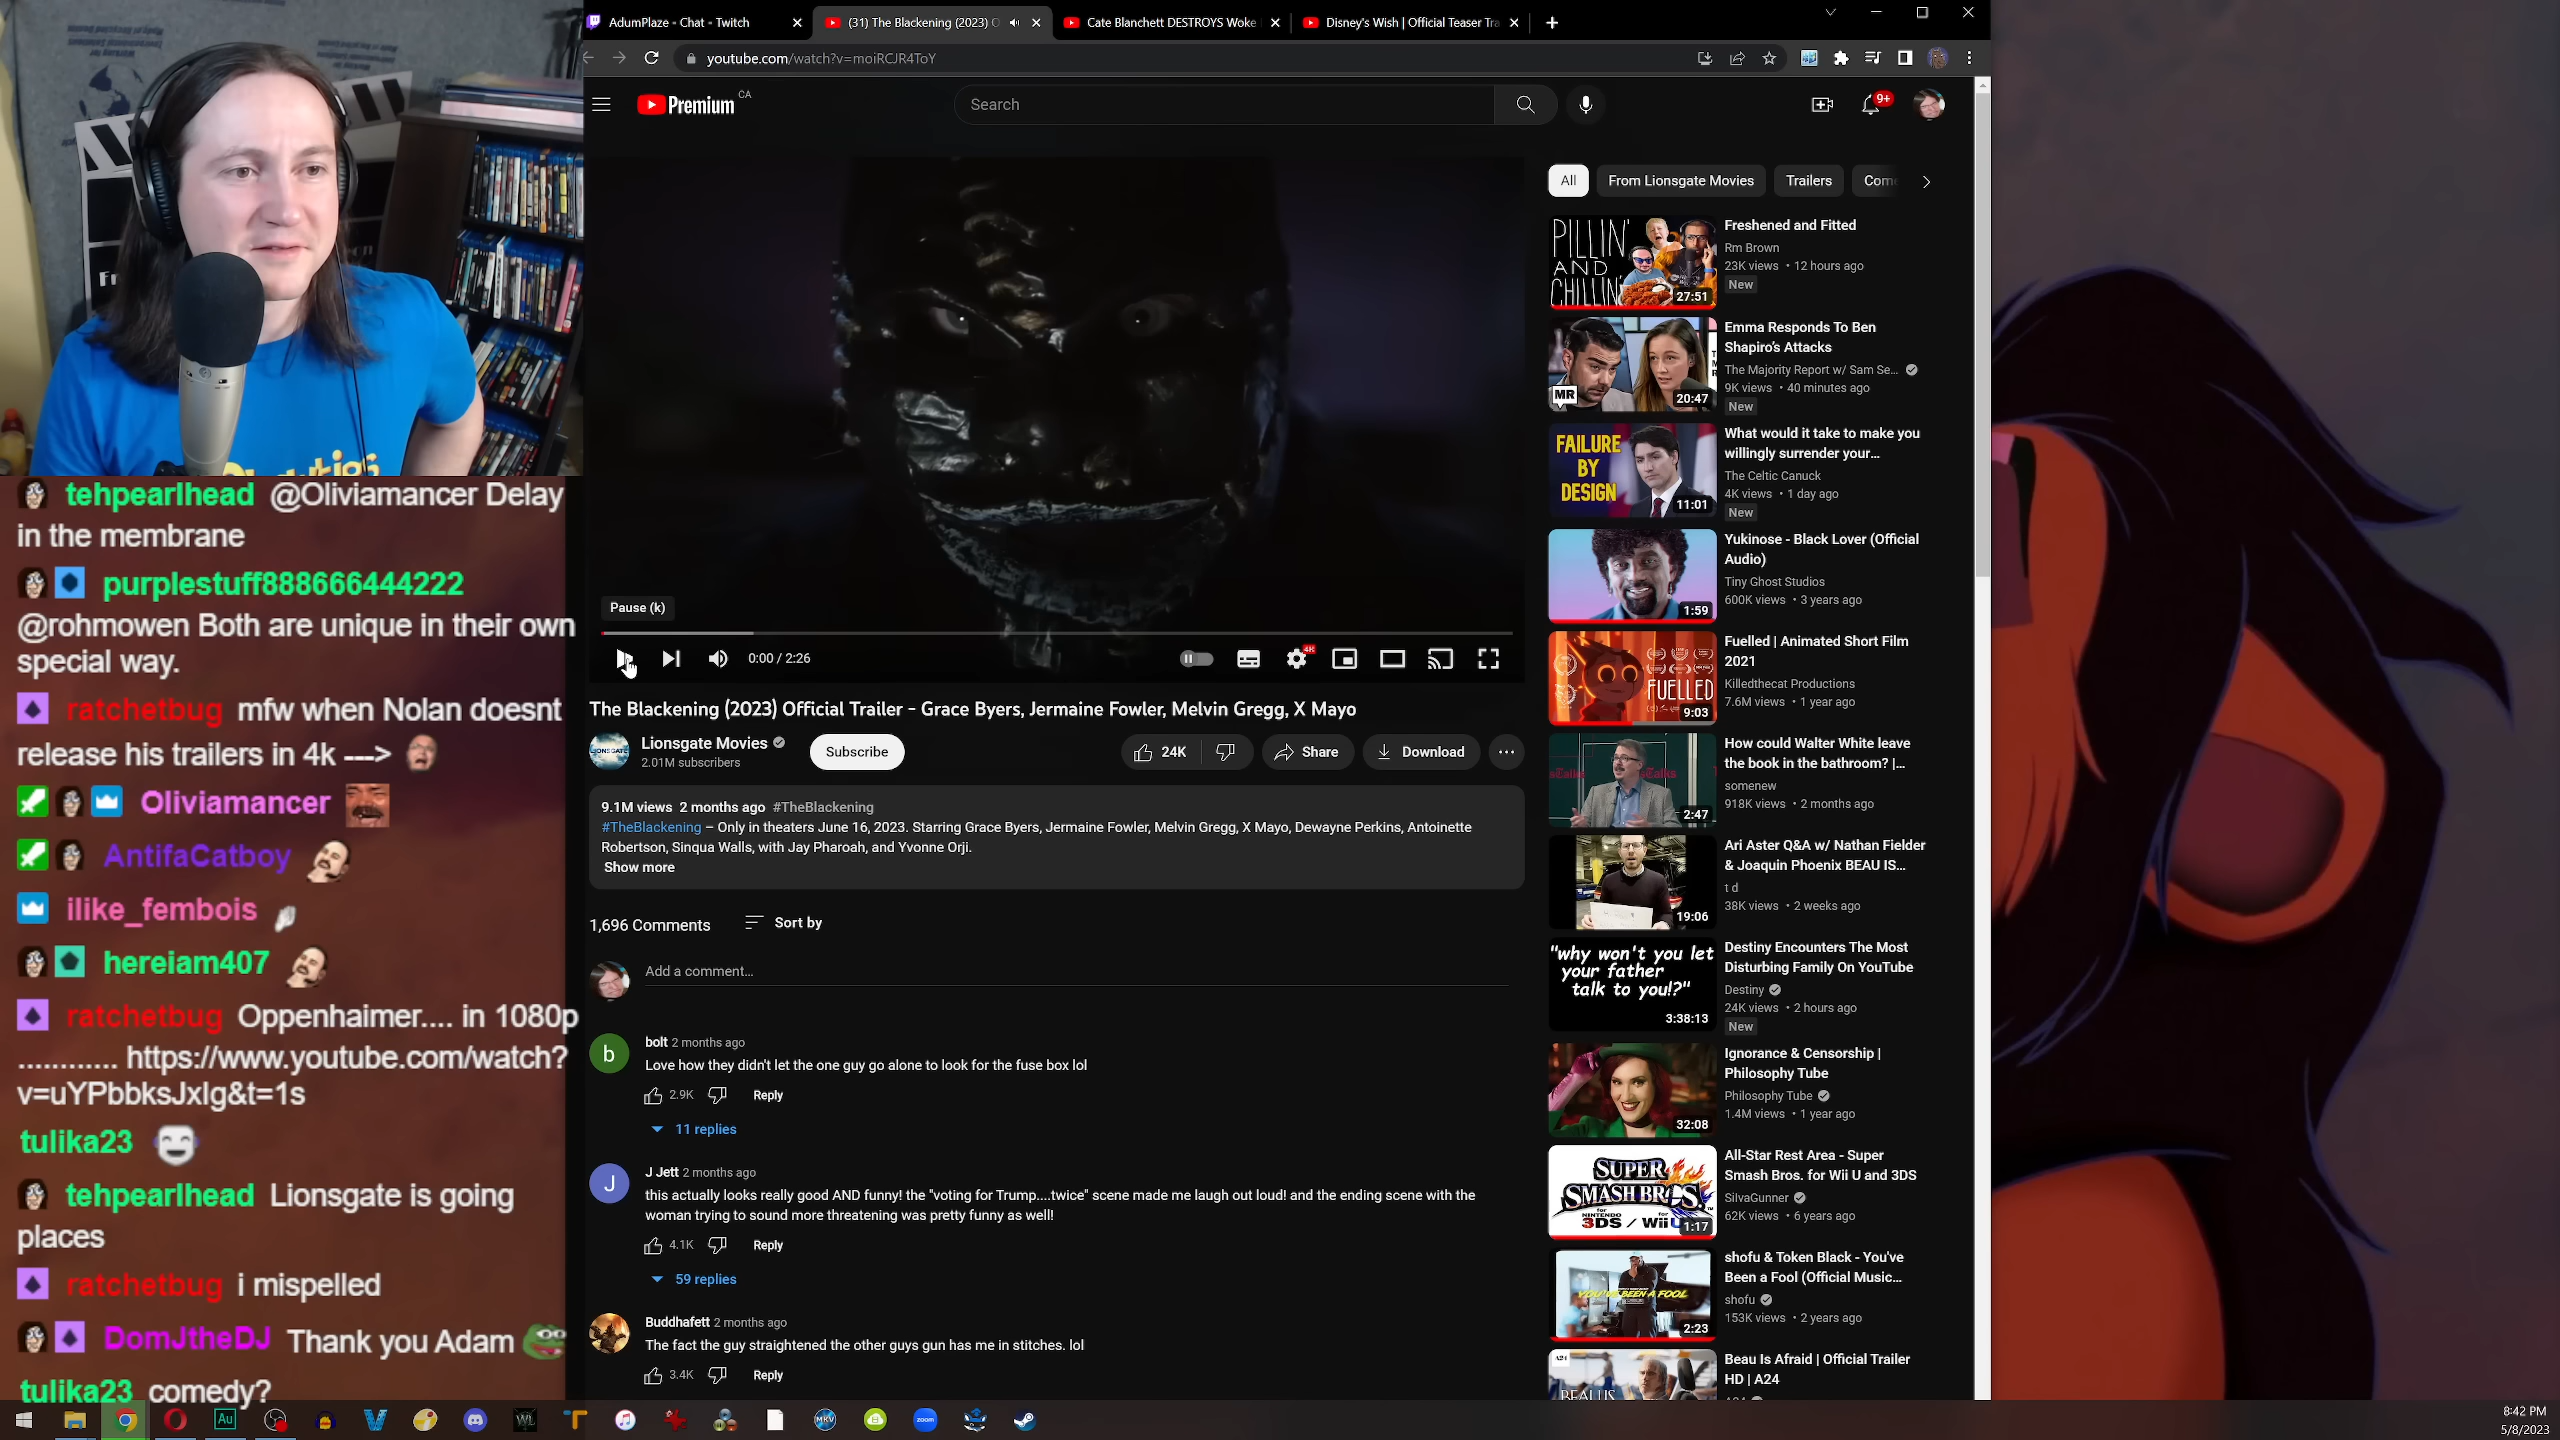 AdumPlaze - Chat - Twitch
(31) The Blackening (2023) O
Cate Blanchett DESTROYS Woke
Disney's Wish | Official Teaser Tra
youtube.com/watch?v=moiRCJR4ToY
Premium
CA
Search
9+
All
From Lionsgate Movies
Trailers
Com
PILLIN'
AND
CHILLIN'
27:51
Freshened and Fitted
Rm Brown
23K views • 12 hours ago
New
MR
20:47
Emma Responds To Ben
Shapiro's Attacks
The Majority Report w/ Sam Se...
9K views • 40 minutes ago
New
FAILURE
BY
DESIGN
11:01
What would it take to make you
willingly surrender your...
The Celtic Canuck
4K views • 1 day ago
New
1:59
Yukinose - Black Lover (Official
Audio)
Tiny Ghost Studios
600K views • 3 years ago
FUELLED
9:03
Fuelled | Animated Short Film
2021
Killedthecat Productions
7.6M views • 1 year ago
2:47
How could Walter White leave
the book in the bathroom? |...
somenew
918K views • 2 months ago
19:06
Ari Aster Q&A w/ Nathan Fielder
& Joaquin Phoenix BEAU IS...
t d
38K views • 2 weeks ago
"why won't you let
your father
talk to you!?"
3:38:13
Destiny Encounters The Most
Disturbing Family On YouTube
Destiny
24K views • 2 hours ago
New
32:08
Ignorance & Censorship |
Philosophy Tube
Philosophy Tube
1.4M views • 1 year ago
SUPER
SMASH BROS.
for
NINTENDO
3DS / Wii U
1:17
All-Star Rest Area - Super
Smash Bros. for Wii U and 3DS
SilvaGunner
62K views • 6 years ago
YOU'VE BEEN A FOOL
2:23
shofu & Token Black - You've
Been a Fool (Official Music...
shofu
153K views • 2 years ago
A24
BEAU IS
Beau Is Afraid | Official Trailer
HD | A24
Pause (k)
0:00 / 2:26
4K
The Blackening (2023) Official Trailer – Grace Byers, Jermaine Fowler, Melvin Gregg, X Mayo
LIONSGATE
Lionsgate Movies
2.01M subscribers
Subscribe
24K
Share
Download
9.1M views 2 months ago #TheBlackening
#TheBlackening – Only in theaters June 16, 2023. Starring Grace Byers, Jermaine Fowler, Melvin Gregg, X Mayo, Dewayne Perkins, Antoinette
Robertson, Sinqua Walls, with Jay Pharoah, and Yvonne Orji.
Show more
1,696 Comments
Sort by
Add a comment...
b
bolt 2 months ago
Love how they didn't let the one guy go alone to look for the fuse box lol
2.9K
Reply
11 replies
J
J Jett 2 months ago
this actually looks really good AND funny! the "voting for Trump....twice" scene made me laugh out loud! and the ending scene with the
woman trying to sound more threatening was pretty funny as well!
4.1K
Reply
59 replies
Buddhafett 2 months ago
The fact the guy straightened the other guys gun has me in stitches. lol
3.4K
Reply
tehpearlhead @Oliviamancer Delay
in the membrane
purplestuff888666444222
@rohmowen Both are unique in their own
special way.
ratchetbug mfw when Nolan doesnt
release his trailers in 4k --->
Oliviamancer
AntifaCatboy
ilike_fembois
hereiam407
ratchetbug Oppenhaimer.... in 1080p
............ https://www.youtube.com/watch?
v=uYPbbksJxIg&t=1s
tulika23
tehpearlhead Lionsgate is going
places
ratchetbug i mispelled
DomJtheDJ Thank you Adam
tulika23 comedy?
Au
WL
MKV
zoom
8:42 PM
5/8/2023